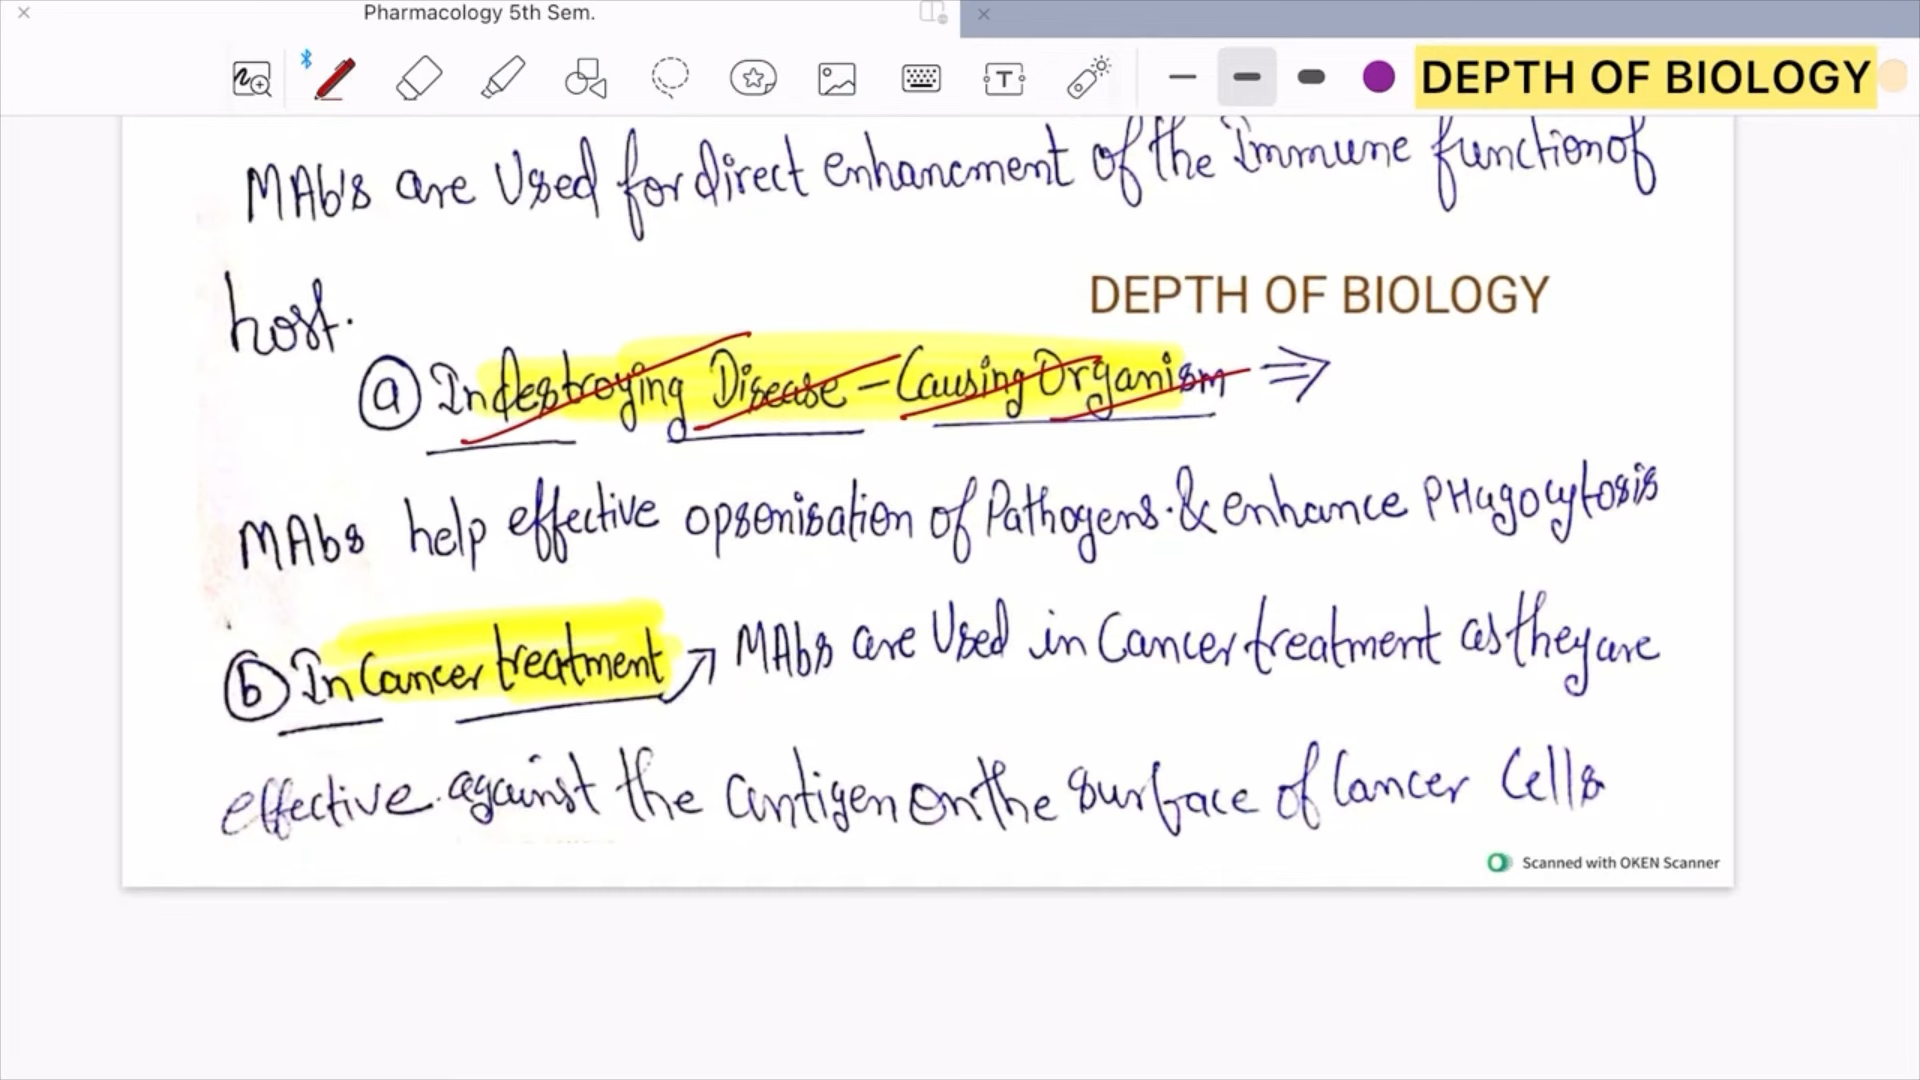 Pharmacology 5th Sem.
DEPTH OF BIOLOGY
MAb's are Used for direct enhancment of the Immune function of
host.
DEPTH OF BIOLOGY
(a) In destroying Disease - Causing Organism ⇒
MAbs help effective opsonisation of Pathogens. & enhance PHagocytosis
(b) In Cancer treatment → MAbs are Used in Cancer treatment as they are
effective against the antigen on the surface of Cancer Cells
Scanned with OKEN Scanner